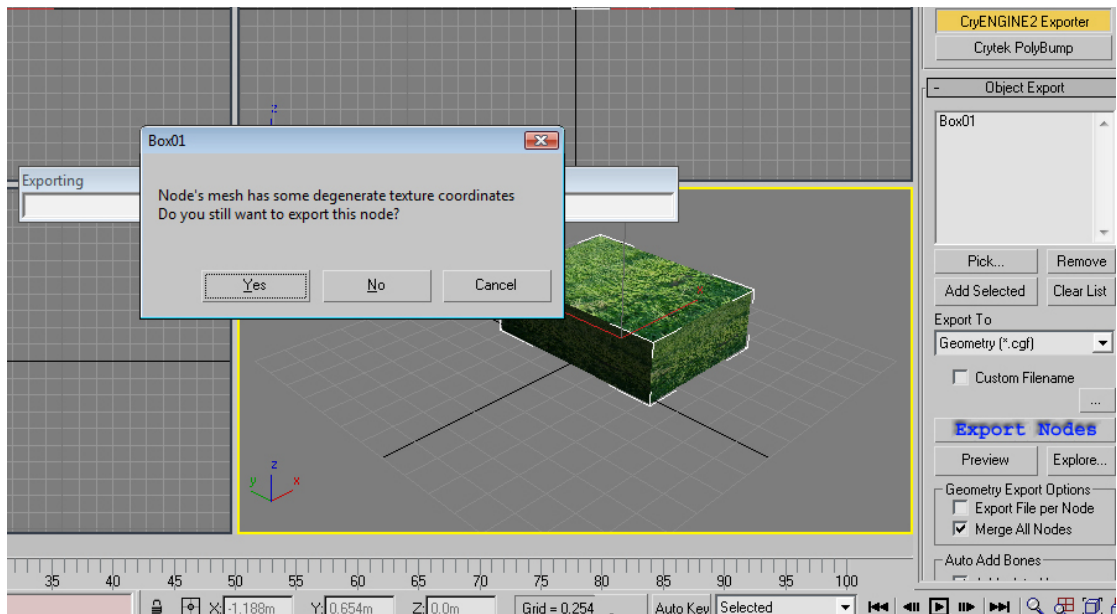 CryENGINE2 Exporter
Crytek PolyBump
- Object Export
Box01
Pick... Remove
Add Selected Clear List
Export To
Geometry (*.cgf)
Custom Filename
...
Export Nodes
Preview Explore...
Geometry Export Options
Export File per Node
Merge All Nodes
Auto Add Bones
Exporting
Box01
Node's mesh has some degenerate texture coordinates
Do you still want to export this node?
Yes No Cancel
z
z
y x
35 40 45 50 55 60 65 70 75 80 85 90 95 100
X: -1.188m Y: 0.654m Z: 0.0m Grid = 0.254 Auto Key Selected